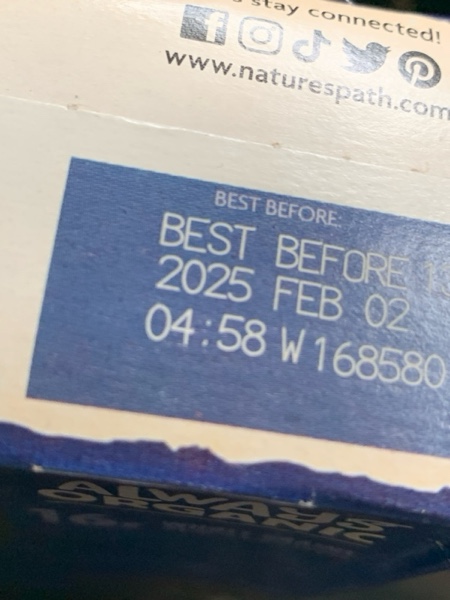 stay connected!
www.naturespath.com
BEST BEFORE:
BEST BEFORE
2025 FEB 02
04:58 W168580
ALWAYS
ORGANIC